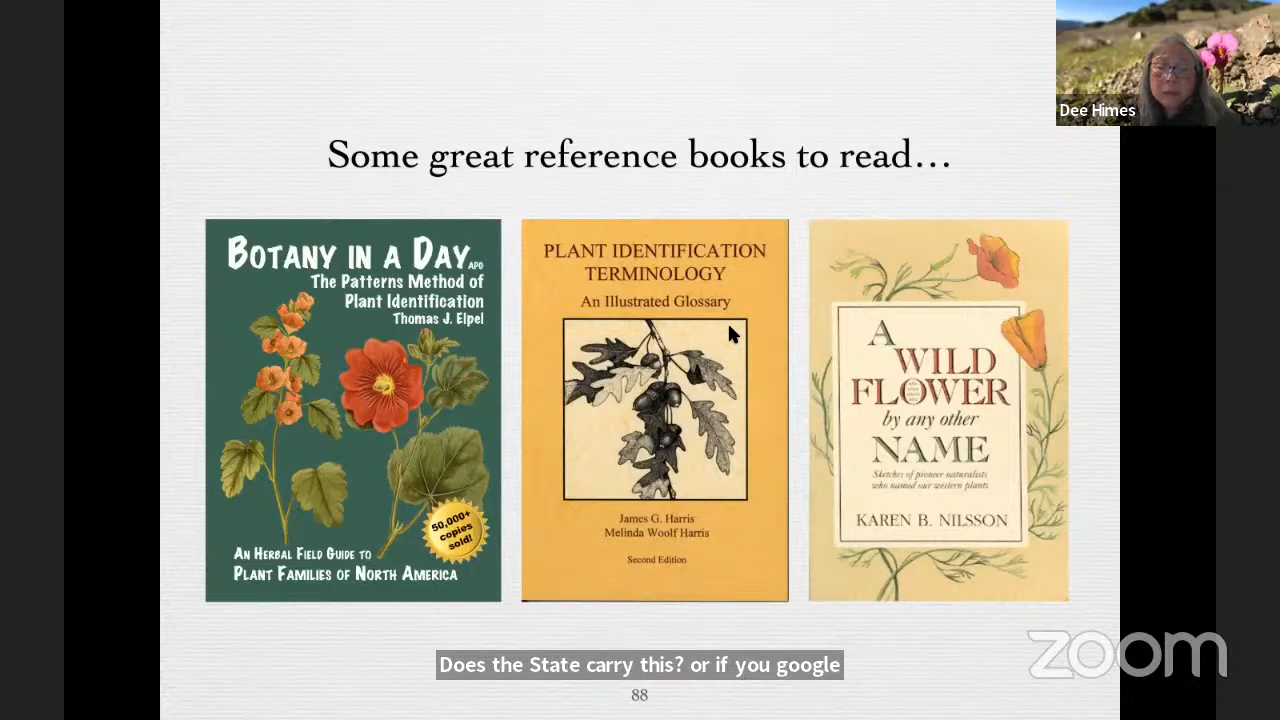 Dee Himes
Some great reference books to read…
BOTANY IN A DAY APD
The Patterns Method of
Plant Identification
Thomas J. Elpel
50,000+
copies
sold!
AN HERBAL FIELD GUIDE TO
PLANT FAMILIES OF NORTH AMERICA
PLANT IDENTIFICATION
TERMINOLOGY
An Illustrated Glossary
James G. Harris
Melinda Woolf Harris
Second Edition
A
WILD
FLOWER
by any other
NAME
Sketches of pioneer naturalists
who named our western plants
KAREN B. NILSSON
Does the State carry this? or if you google
zoom
88